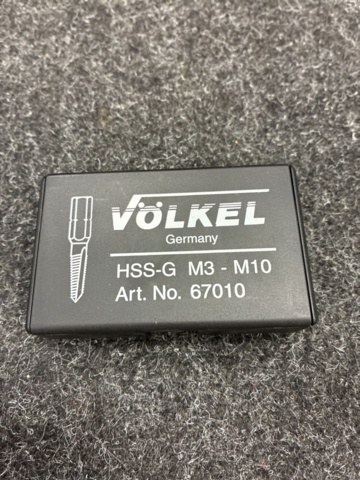 VÖLKEL
Germany
HSS-G M3 - M10
Art. No. 67010